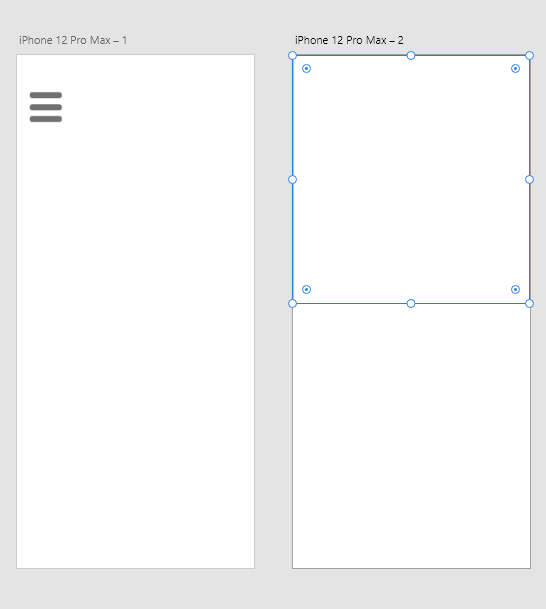 iPhone 12 Pro Max – 1
iPhone 12 Pro Max – 2